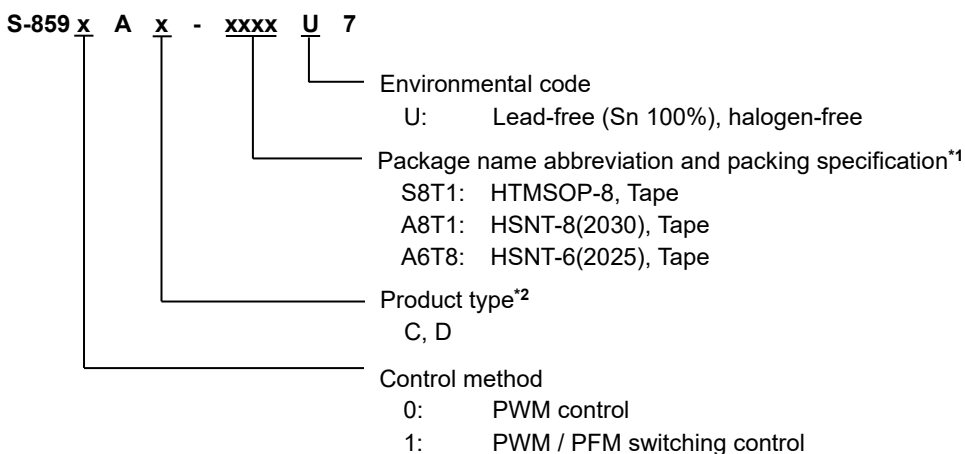 S-859 x A x - xxxx U 7
Environmental code
U: Lead-free (Sn 100%), halogen-free
Package name abbreviation and packing specification*1
S8T1: HTMSOP-8, Tape
A8T1: HSNT-8(2030), Tape
A6T8: HSNT-6(2025), Tape
Product type*2
C, D
Control method
0: PWM control
1: PWM / PFM switching control